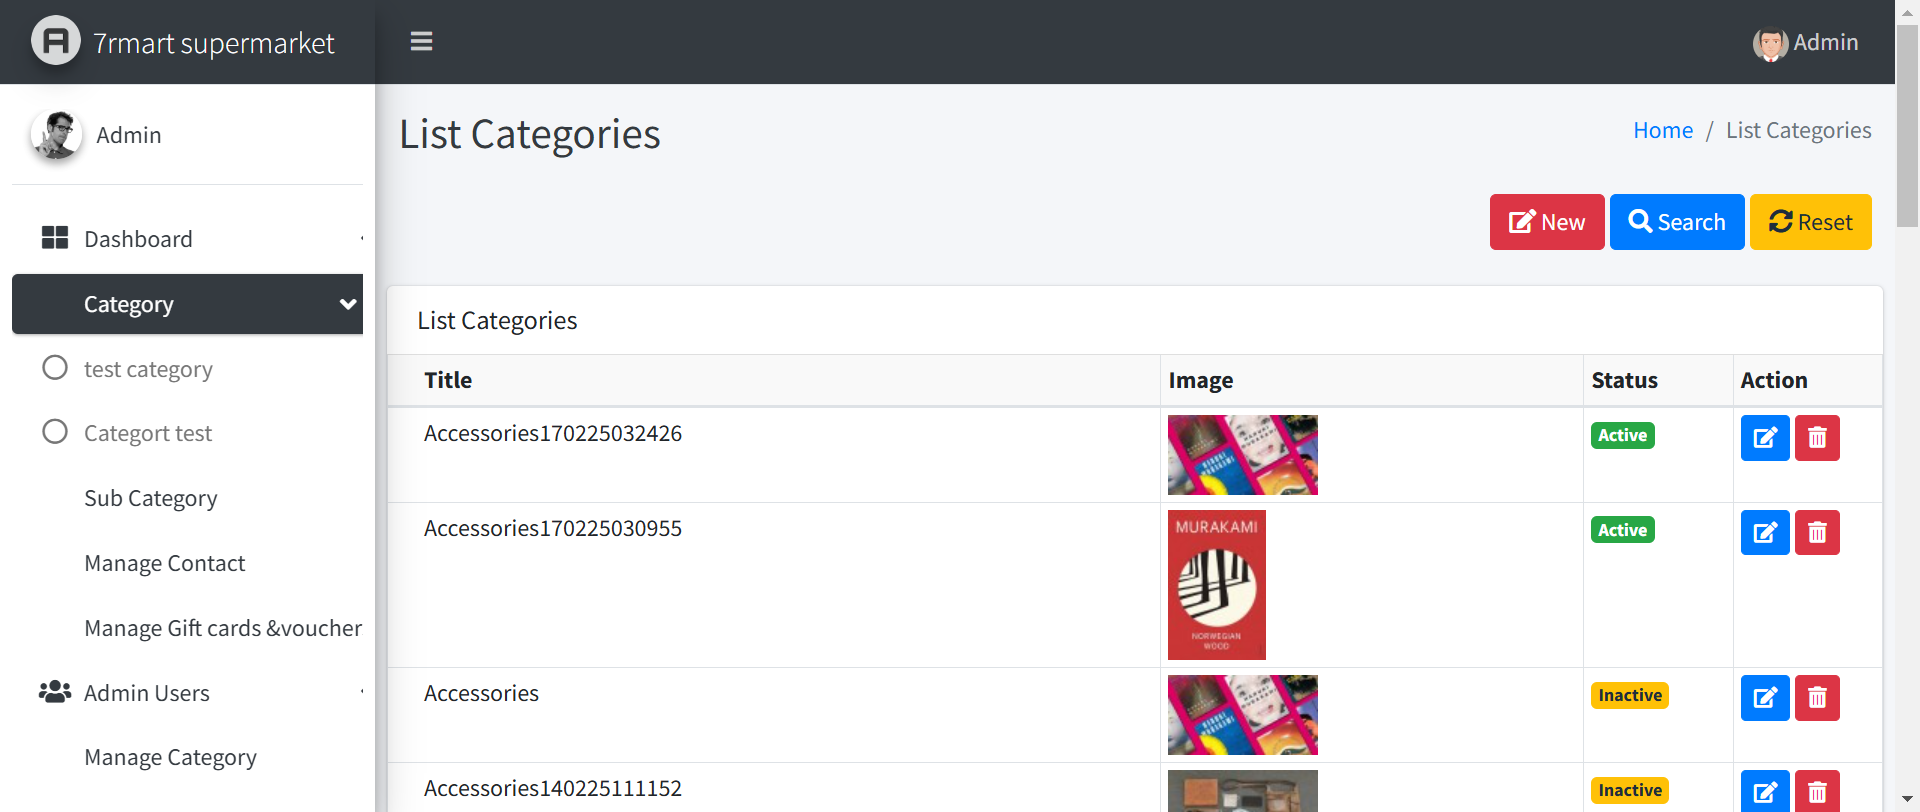 7rmart supermarket
Admin
Admin
Dashboard
Category
test category
Categort test
Sub Category
Manage Contact
Manage Gift cards &voucher
Admin Users
Manage Category
List Categories
Home / List Categories
New Search Reset
List Categories
Title Image Status Action
Accessories170225032426 Active
Accessories170225030955 Active
MURAKAMI
NORWEGIAN
WOOD
Accessories Inactive
Accessories140225111152 Inactive